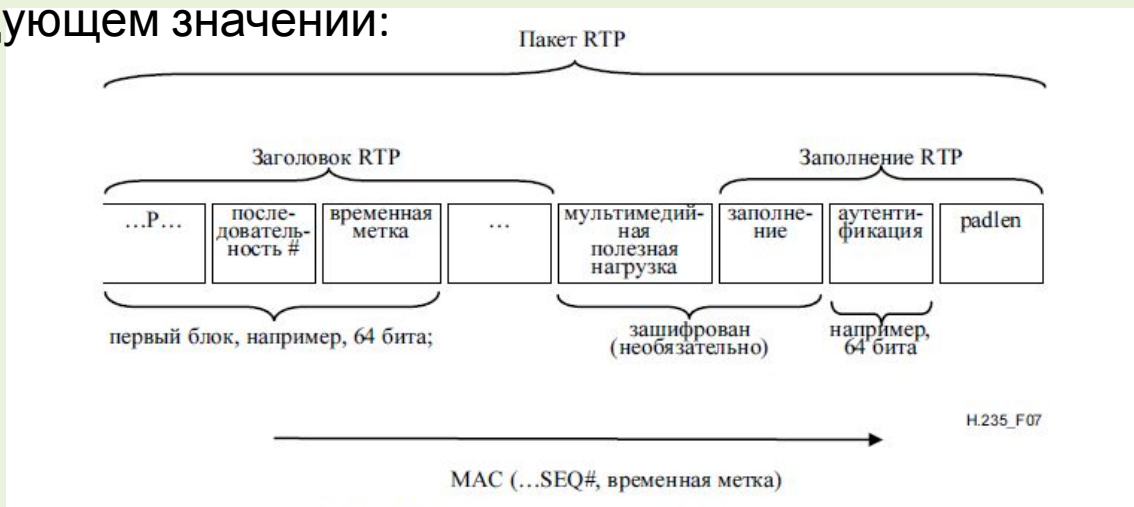 ующем значении:
Пакет RTP
Заголовок RTP
Заполнение RTP
…P…
после-
дователь-
ность #
временная
метка
…
мультимедий-
ная
полезная
нагрузка
заполне-
ние
аутенти-
фикация
padlen
первый блок, например, 64 бита;
зашифрован
(необязательно)
например,
64 бита
H.235_F07
MAC (…SEQ#, временная метка)